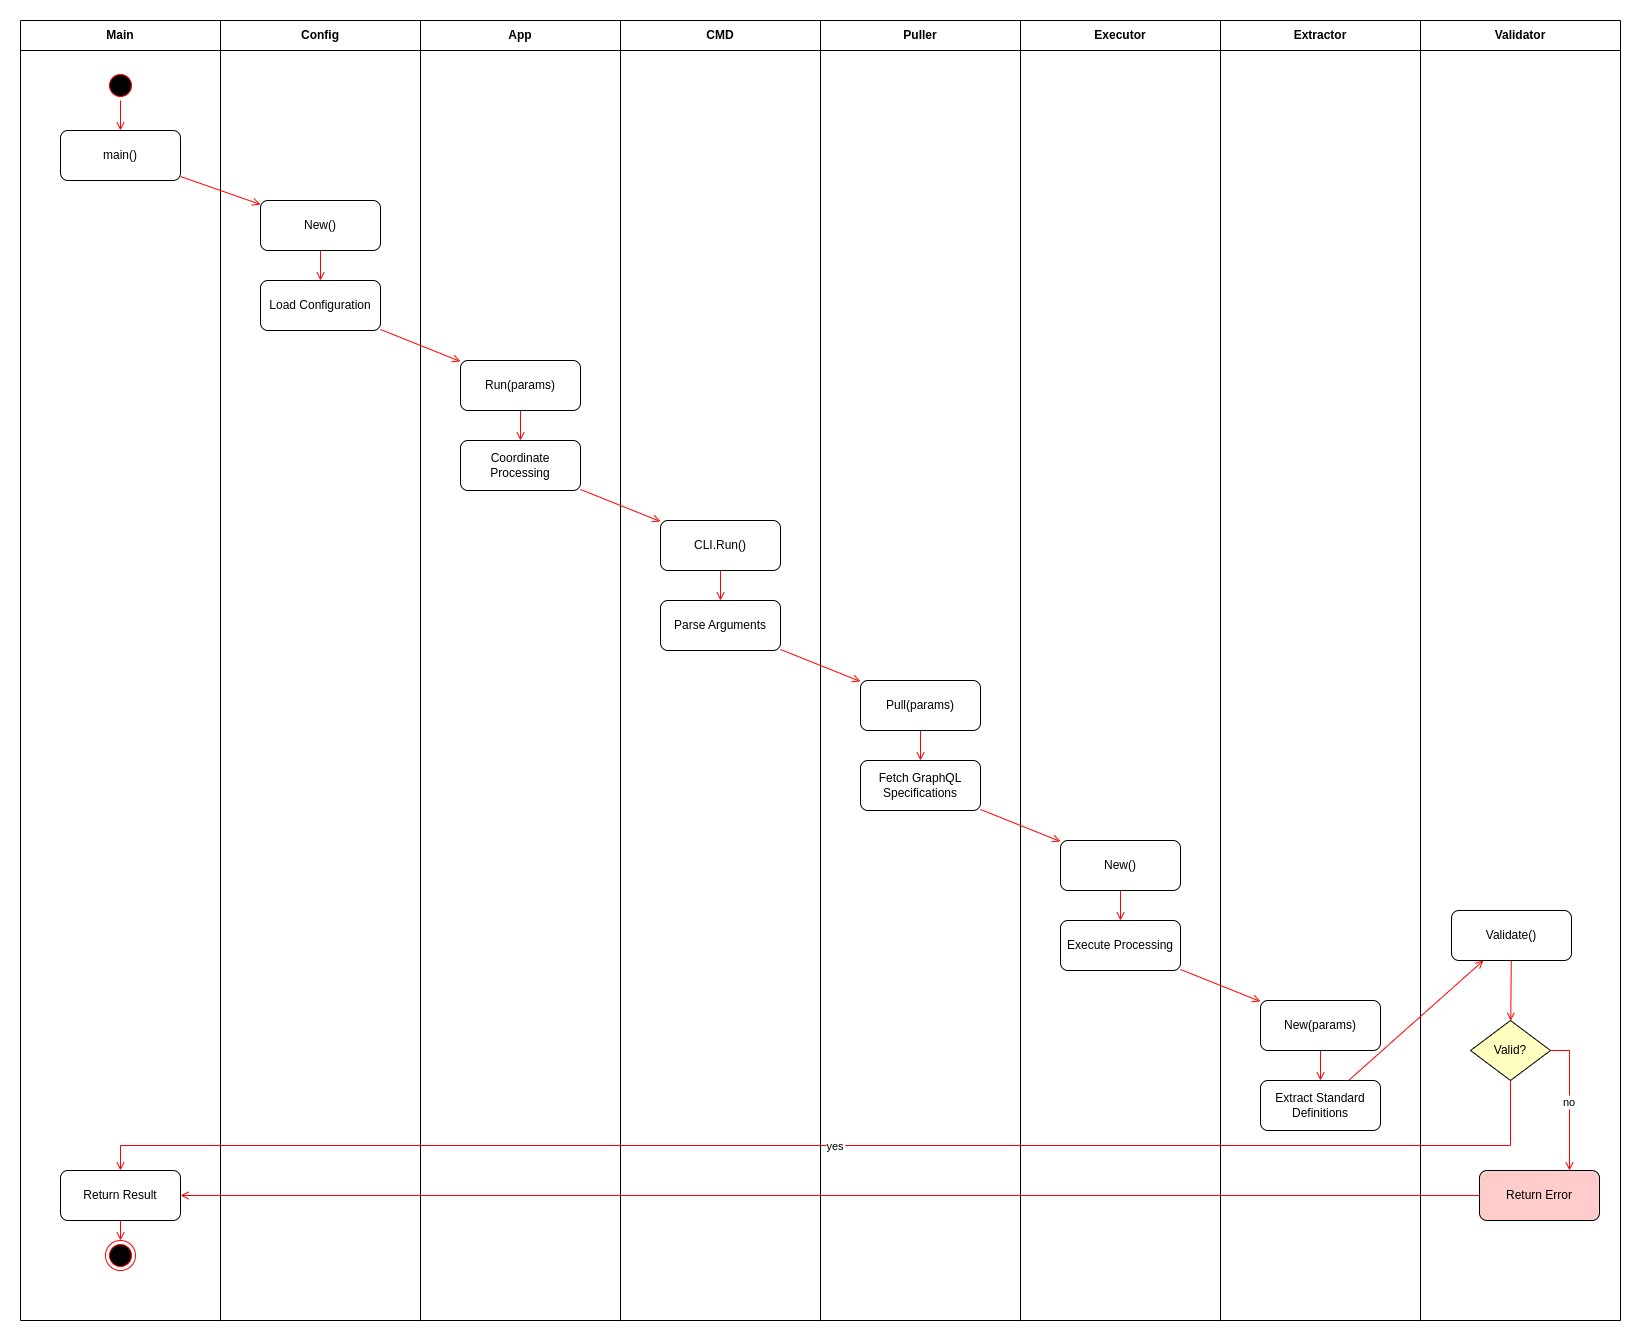 Main
Config
App
CMD
Puller
Executor
Extractor
Validator
main()
New()
Load Configuration
Run(params)
Coordinate
Processing
CLI.Run()
Parse Arguments
Pull(params)
Fetch GraphQL
Specifications
New()
Execute Processing
New(params)
Extract Standard
Definitions
Validate()
Valid?
no
yes
Return Result
Return Error